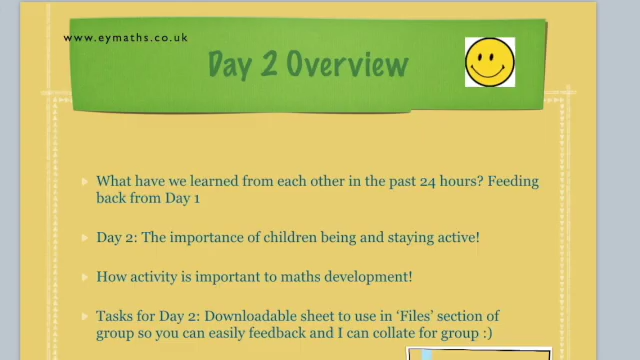 www.eymaths.co.uk
Day 2 Overview
What have we learned from each other in the past 24 hours? Feeding
back from Day 1
Day 2: The importance of children being and staying active!
How activity is important to maths development!
Tasks for Day 2: Downloadable sheet to use in ‘Files’ section of
group so you can easily feedback and I can collate for group :)